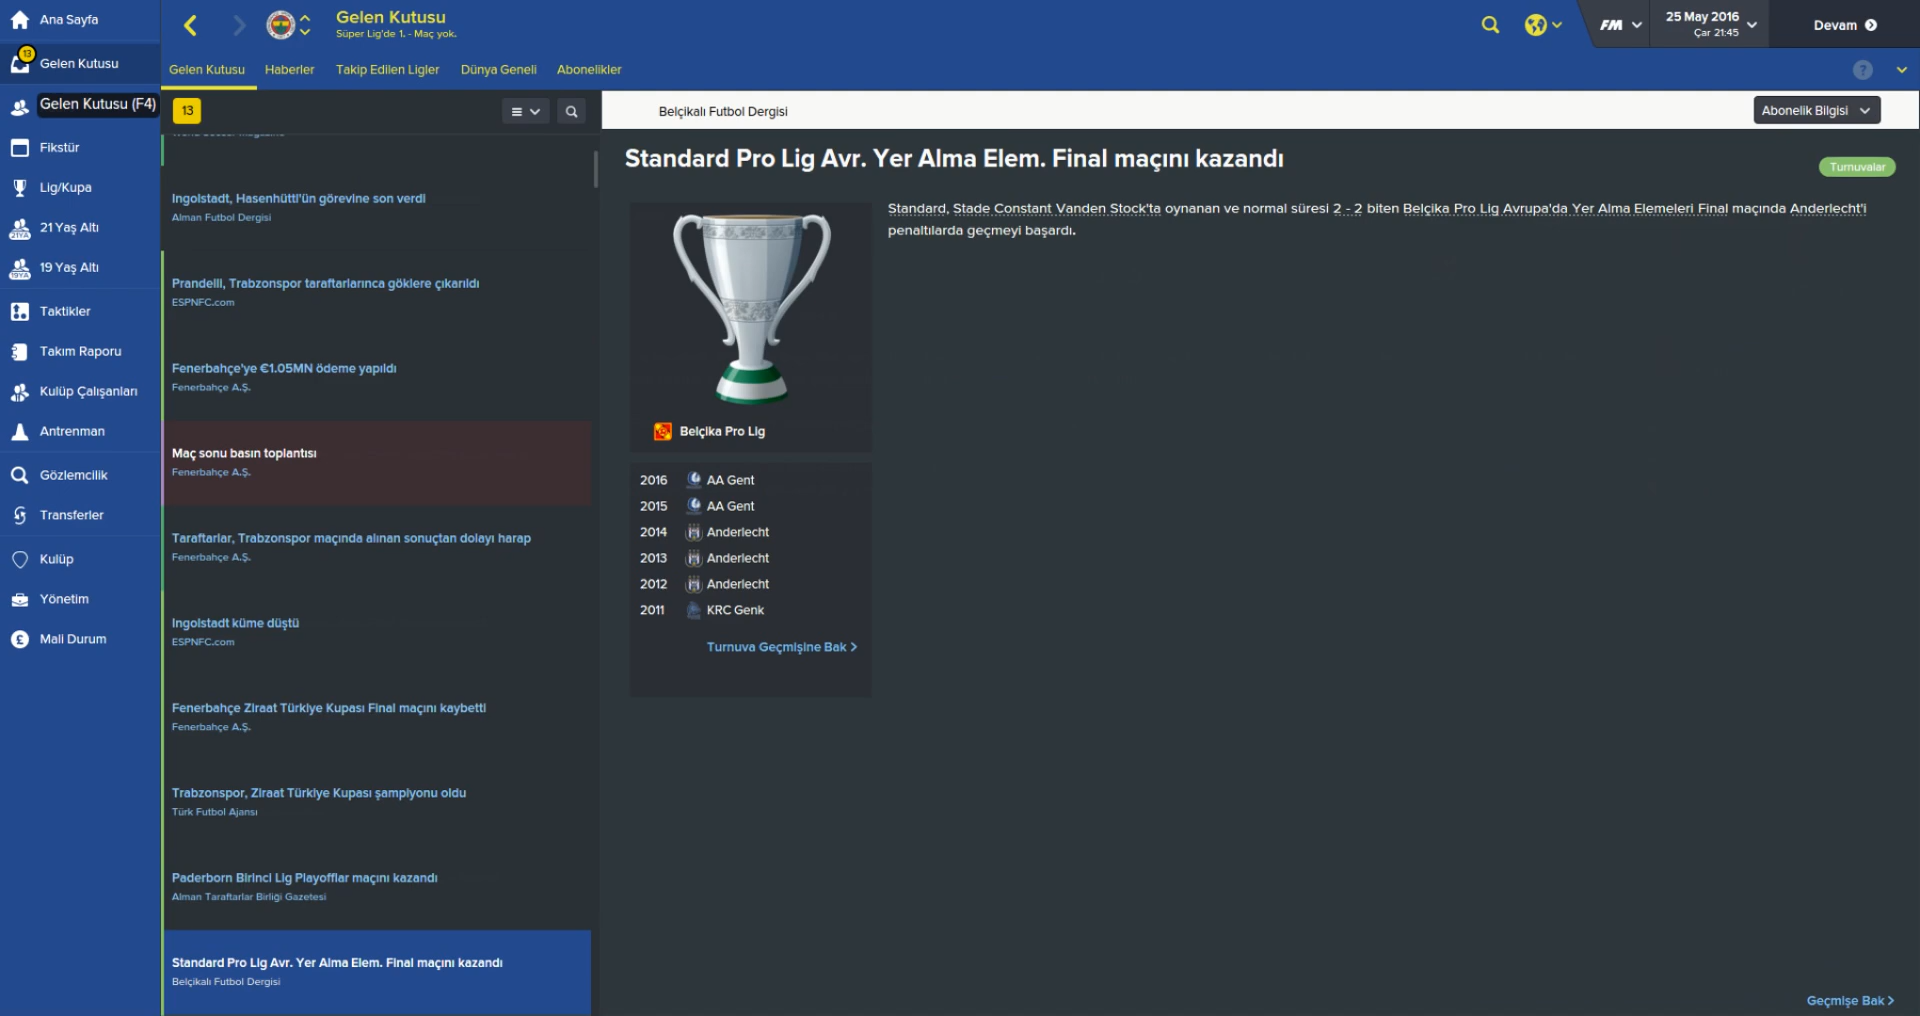 Ana Sayfa
13
Gelen Kutusu
Gelen Kutusu (F4)
Fikstür
Lig/Kupa
21 Yaş Altı
19 Yaş Altı
Taktikler
Takım Raporu
Kulüp Çalışanları
Antrenman
Gözlemcilik
Transferler
Kulüp
Yönetim
Mali Durum
Gelen Kutusu
Süper Lig'de 1. - Maç yok.
FM
25 May 2016
Çar 21:45
Devam
Gelen Kutusu Haberler Takip Edilen Ligler Dünya Geneli Abonelikler
?
13
Ingolstadt, Hasenhüttl'ün görevine son verdi
Alman Futbol Dergisi
Prandelli, Trabzonspor taraftarlarınca göklere çıkarıldı
ESPNFC.com
Fenerbahçe'ye €1.05MN ödeme yapıldı
Fenerbahçe A.Ş.
Maç sonu basın toplantısı
Fenerbahçe A.Ş.
Taraftarlar, Trabzonspor maçında alınan sonuçtan dolayı harap
Fenerbahçe A.Ş.
Ingolstadt küme düştü
ESPNFC.com
Fenerbahçe Ziraat Türkiye Kupası Final maçını kaybetti
Fenerbahçe A.Ş.
Trabzonspor, Ziraat Türkiye Kupası şampiyonu oldu
Türk Futbol Ajansı
Paderborn Birinci Lig Playofflar maçını kazandı
Alman Taraftarlar Birliği Gazetesi
Standard Pro Lig Avr. Yer Alma Elem. Final maçını kazandı
Belçikalı Futbol Dergisi
Belçikalı Futbol Dergisi
Abonelik Bilgisi
Standard Pro Lig Avr. Yer Alma Elem. Final maçını kazandı
Turnuvalar
Standard, Stade Constant Vanden Stock'ta oynanan ve normal süresi 2 - 2 biten Belçika Pro Lig Avrupa'da Yer Alma Elemeleri Final maçında Anderlecht'i
penaltılarda geçmeyi başardı.
Belçika Pro Lig
2016 AA Gent
2015 AA Gent
2014 Anderlecht
2013 Anderlecht
2012 Anderlecht
2011 KRC Genk
Turnuva Geçmişine Bak >
Geçmişe Bak >